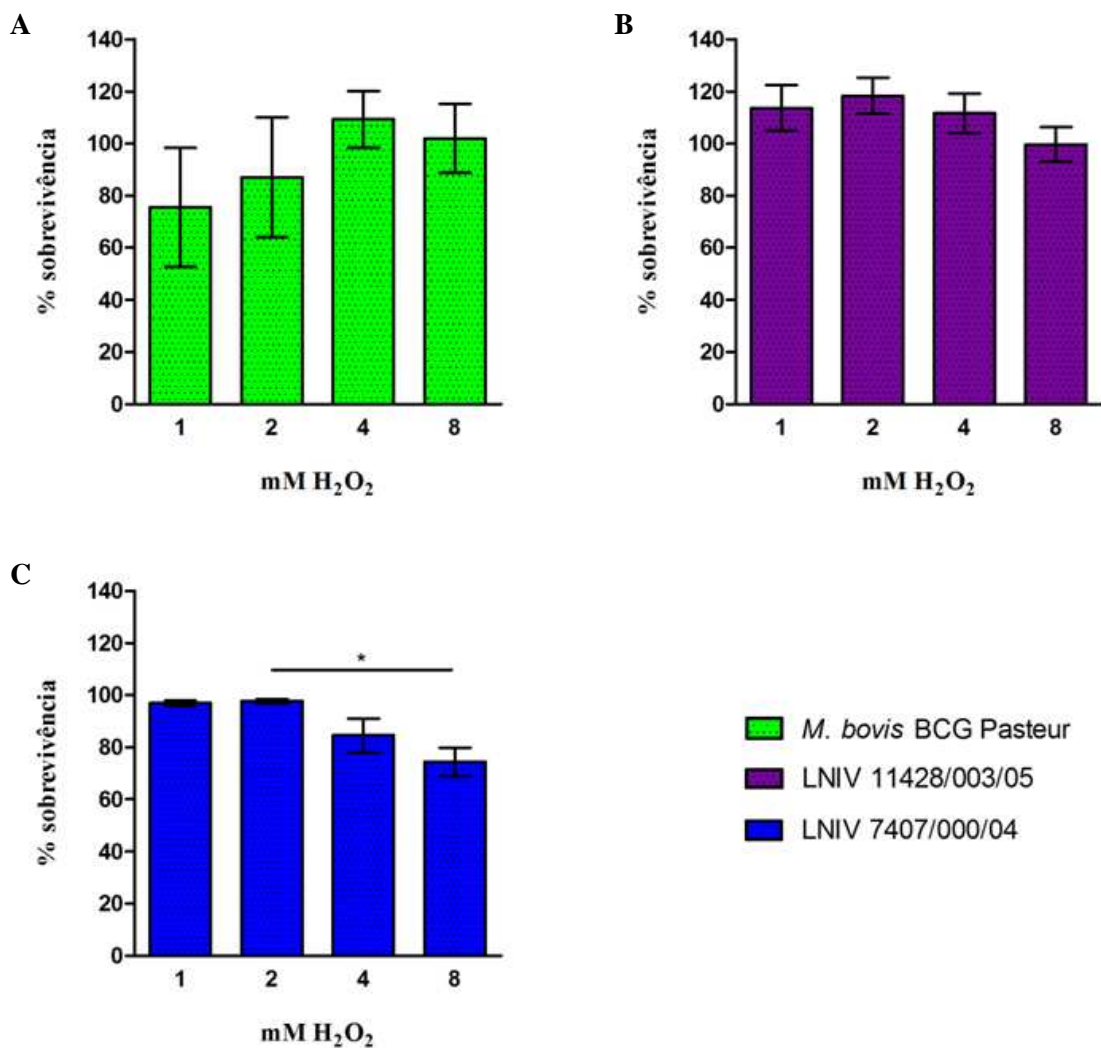 A
140
120
100
80
60
40
20
0
% sobrevivência
1 2 4 8
mM H₂O₂
B
140
120
100
80
60
40
20
0
% sobrevivência
1 2 4 8
mM H₂O₂
C
140
120
100
80
60
40
20
0
% sobrevivência
*
1 2 4 8
mM H₂O₂
M. bovis BCG Pasteur
LNIV 11428/003/05
LNIV 7407/000/04